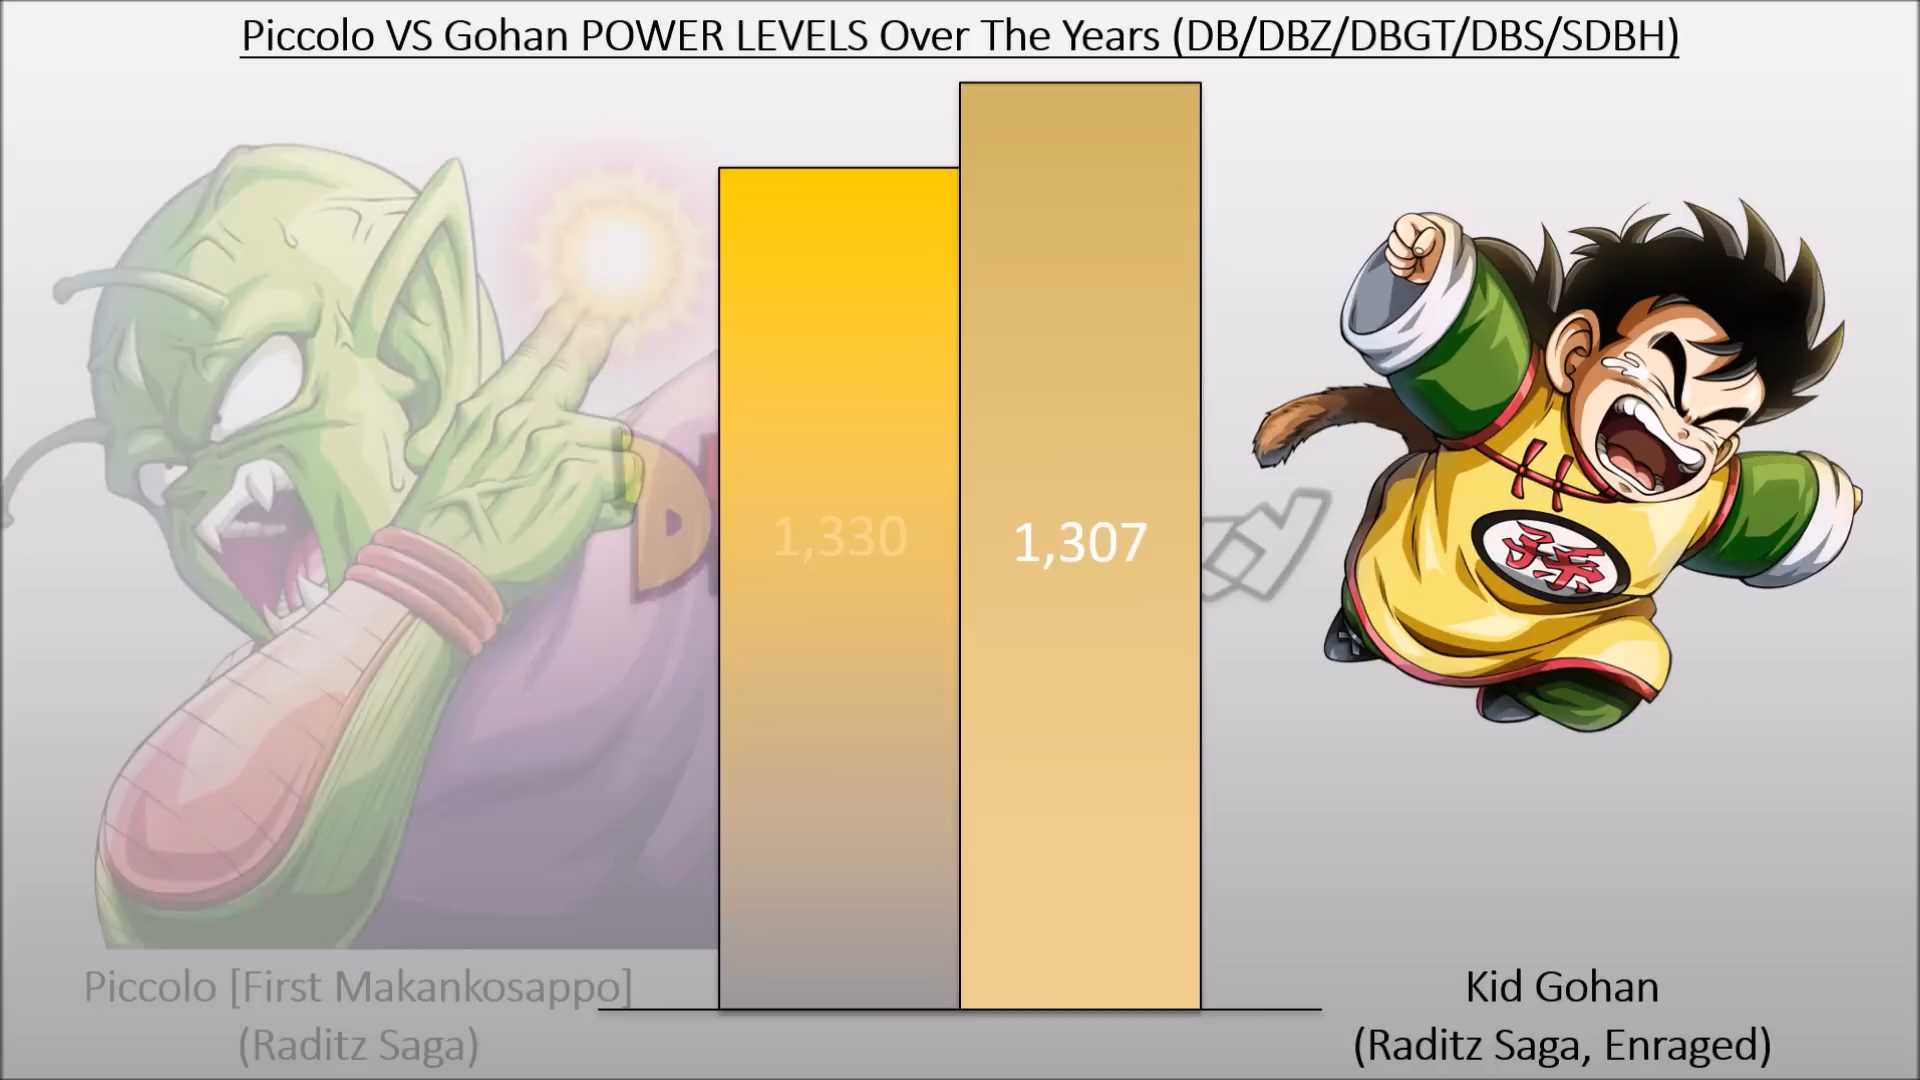 Piccolo VS Gohan POWER LEVELS Over The Years (DB/DBZ/DBGT/DBS/SDBH)
1,330
1,307
孫
Piccolo [First Makankosappo]
(Raditz Saga)
Kid Gohan
(Raditz Saga, Enraged)